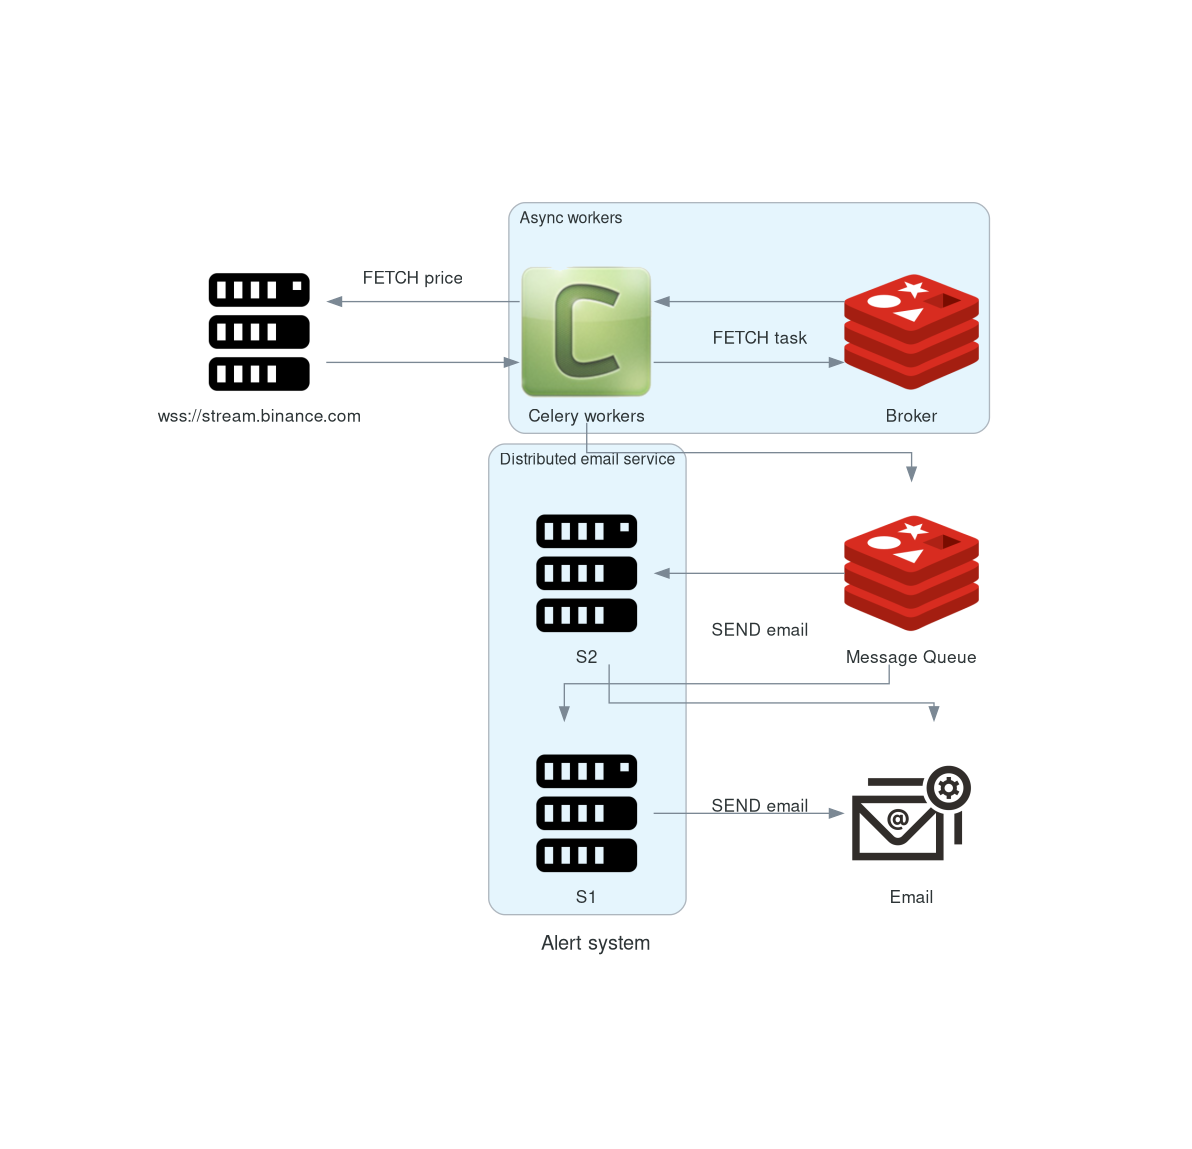 Async workers
FETCH price
FETCH task
wss://stream.binance.com
Celery workers
Broker
Distributed email service
SEND email
S2
Message Queue
SEND email
@
S1
Email
Alert system